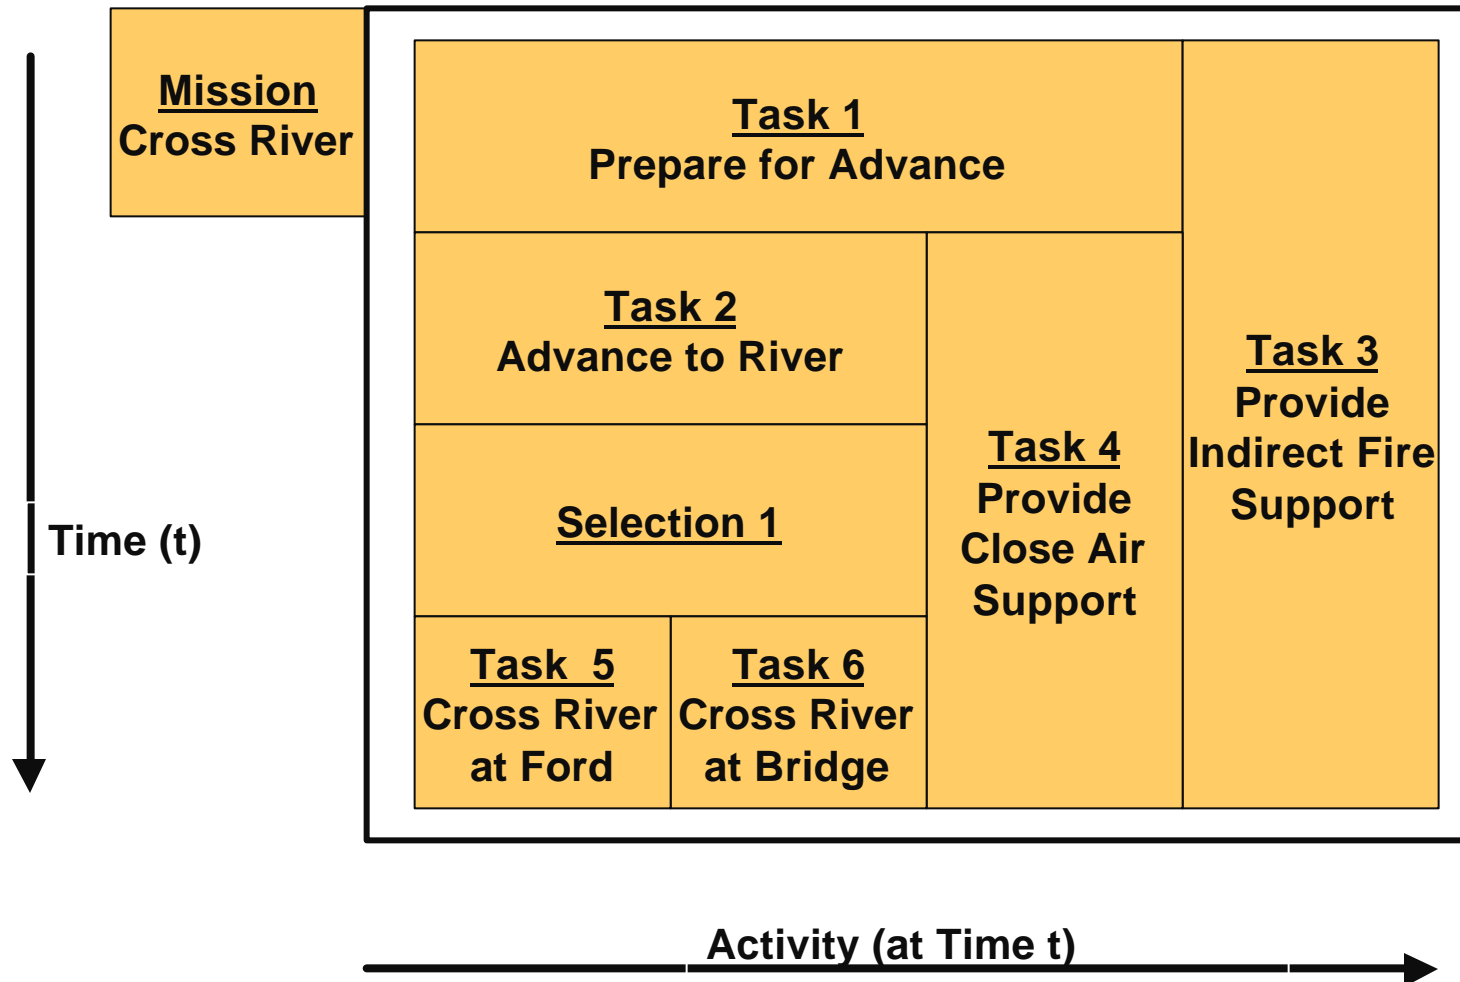 Mission
Cross River
Task 1
Prepare for Advance
Task 2
Advance to River
Task 3
Provide
Indirect Fire
Support
Task 4
Provide
Close Air
Support
Selection 1
Time (t)
Task  5
Cross River
at Ford
Task 6
Cross River
at Bridge
Activity (at Time t)